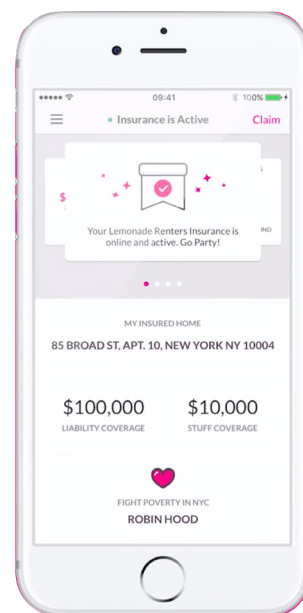 09:41
100%
Insurance is Active
Claim
$
Your Lemonade Renters Insurance is
online and active. Go Party!
MY INSURED HOME
85 BROAD ST, APT. 10, NEW YORK NY 10004
$100,000
$10,000
LIABILITY COVERAGE
STUFF COVERAGE
FIGHT POVERTY IN NYC
ROBIN HOOD